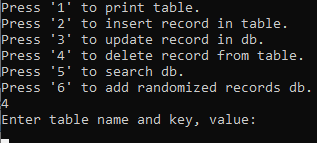 Press '1' to print table.
Press '2' to insert record in table.
Press '3' to update record in db.
Press '4' to delete record from table.
Press '5' to search db.
Press '6' to add randomized records db.
4
Enter table name and key, value: